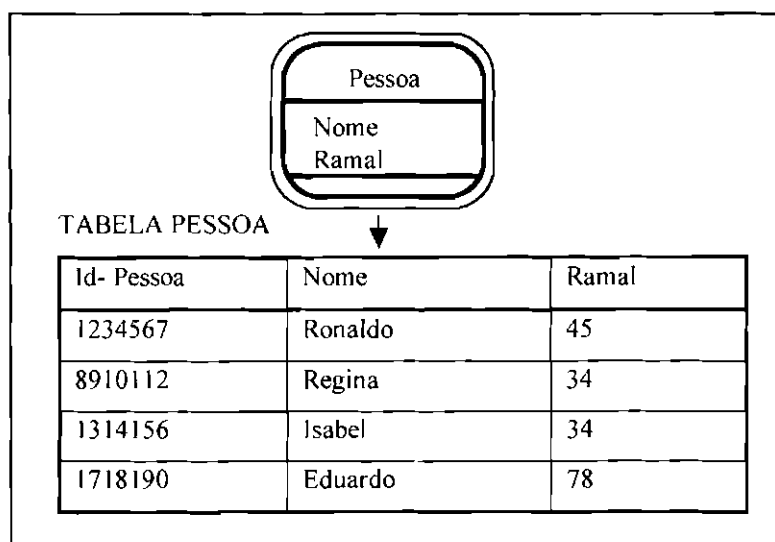 Pessoa
Nome
Ramal
TABELA PESSOA
Id- Pessoa Nome Ramal
1234567 Ronaldo 45
8910112 Regina 34
1314156 Isabel 34
1718190 Eduardo 78